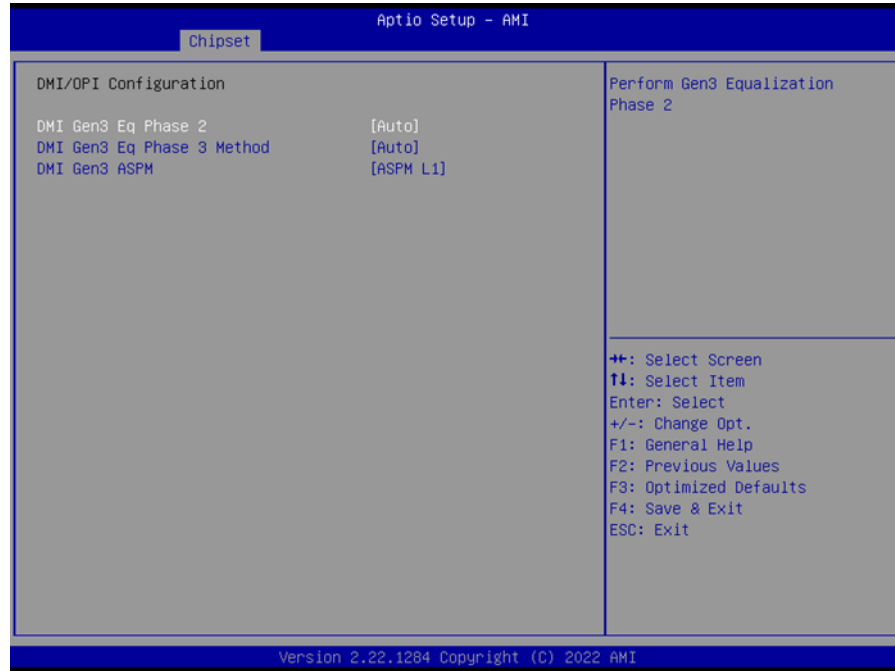 Aptio Setup - AMI
Chipset
DMI/OPI Configuration
DMI Gen3 Eq Phase 2 [Auto]
DMI Gen3 Eq Phase 3 Method [Auto]
DMI Gen3 ASPM [ASPM L1]
Perform Gen3 Equalization
Phase 2
→←: Select Screen
↑↓: Select Item
Enter: Select
+/-: Change Opt.
F1: General Help
F2: Previous Values
F3: Optimized Defaults
F4: Save & Exit
ESC: Exit
Version 2.22.1284 Copyright (C) 2022 AMI